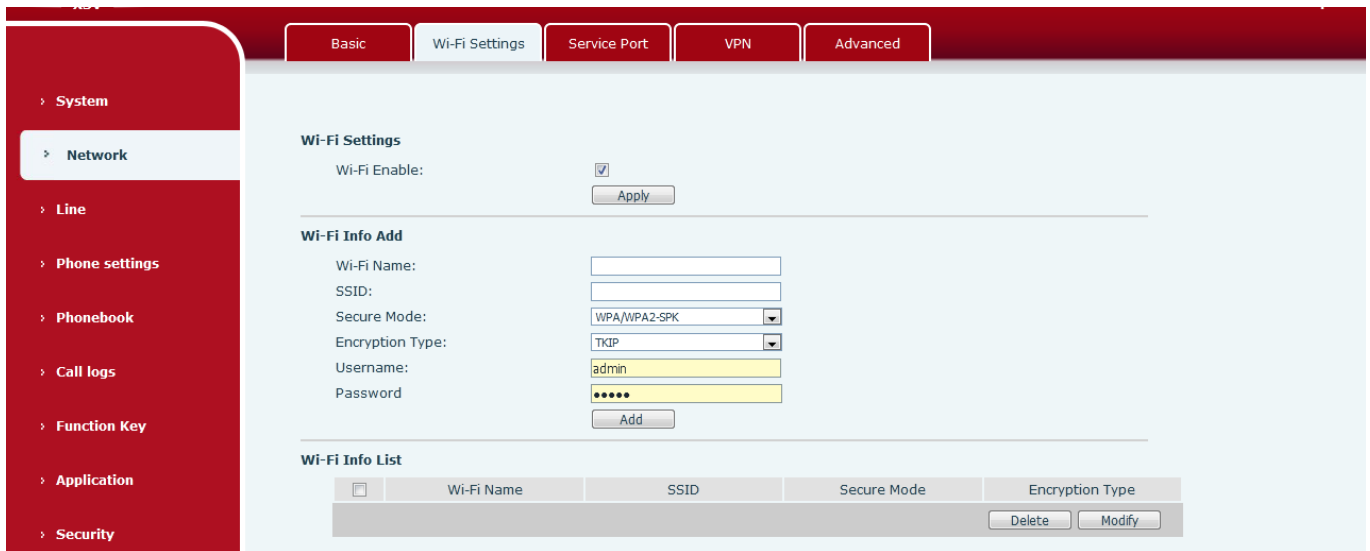 Basic
Wi-Fi Settings
Service Port
VPN
Advanced
System
Network
Line
Phone settings
Phonebook
Call logs
Function Key
Application
Security
Wi-Fi Settings
Wi-Fi Enable:
Apply
Wi-Fi Info Add
Wi-Fi Name:
SSID:
Secure Mode: WPA/WPA2-SPK
Encryption Type: TKIP
Username: admin
Password •••••
Add
Wi-Fi Info List
Wi-Fi Name SSID Secure Mode Encryption Type
Delete Modify